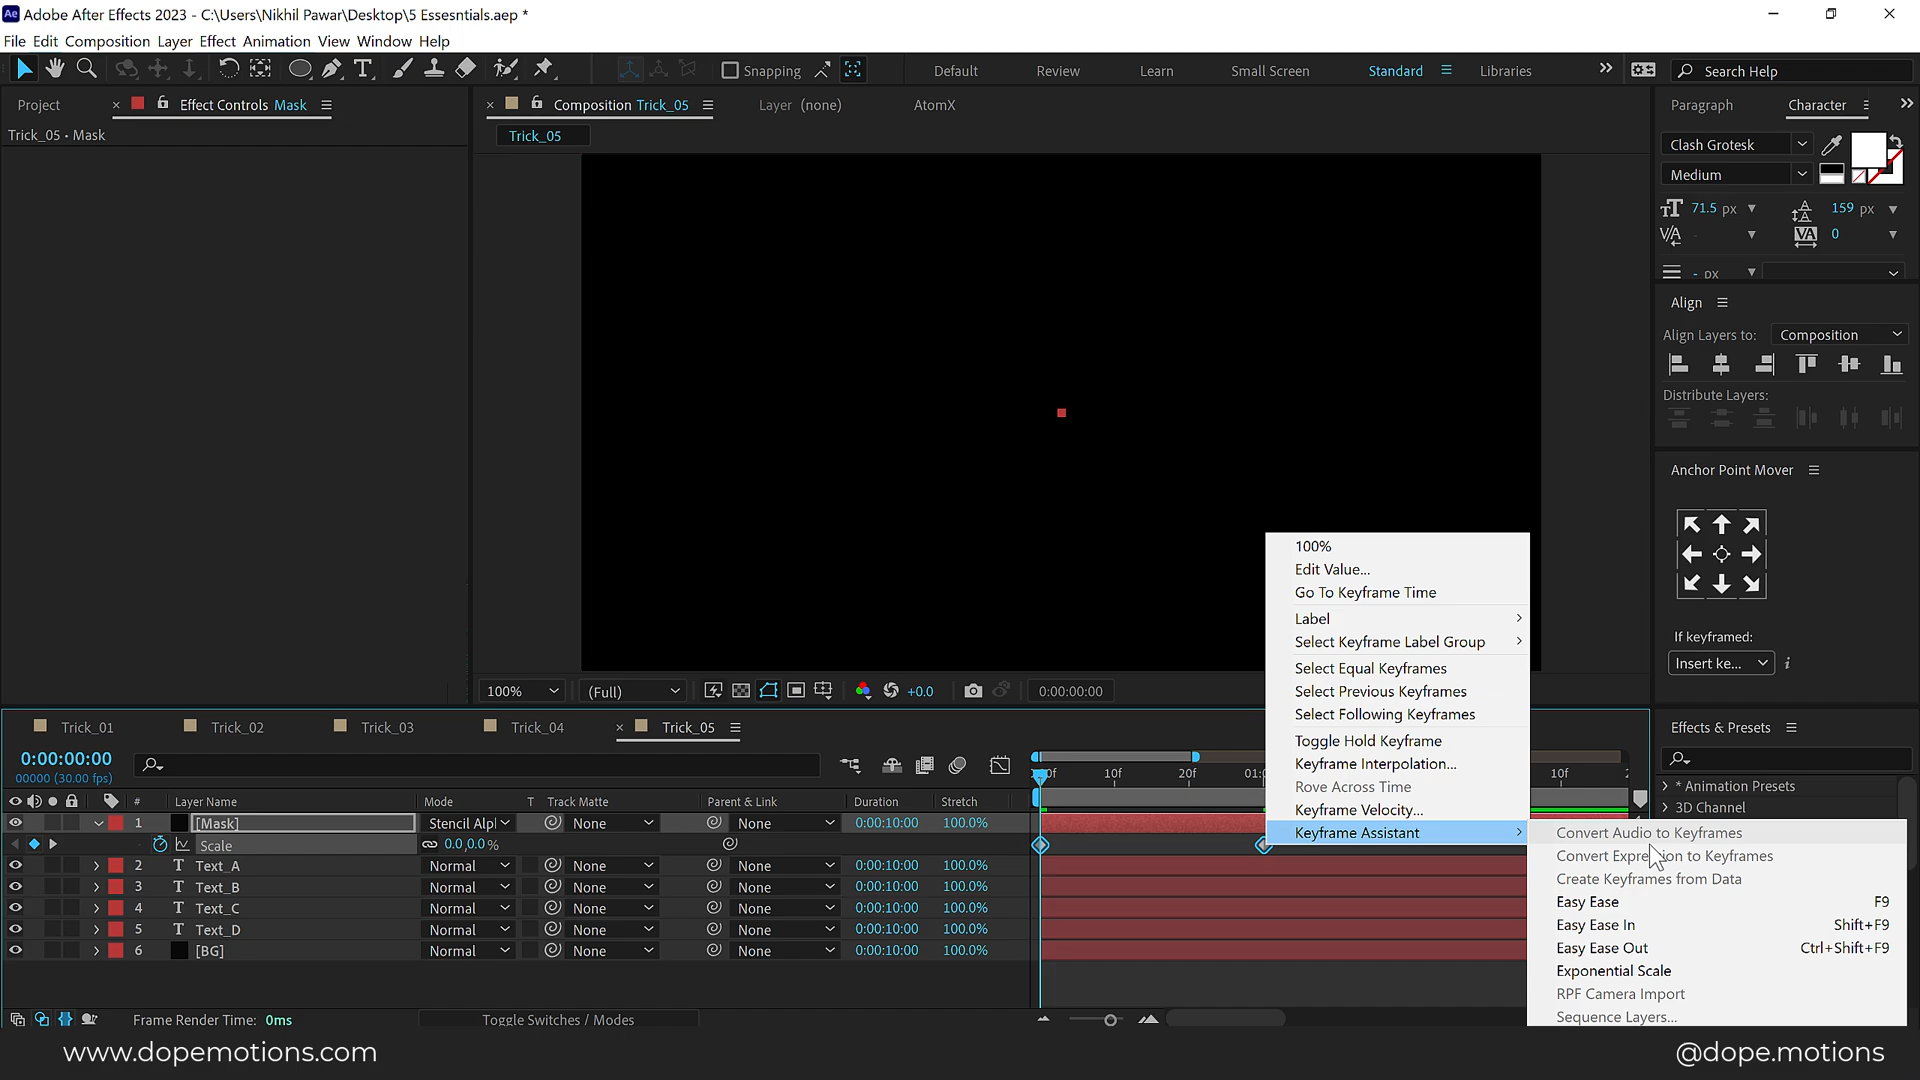 Adobe After Effects 2023 - C:\Users\Nikhil Pawar\Desktop\5 Essesntials.aep *
File Edit Composition Layer Effect Animation View Window Help
Snapping
Default Review Learn Small Screen Standard Libraries
Search Help
Project
Effect Controls Mask
Composition Trick_05
Layer (none)
AtomX
Paragraph Character
Trick_05 • Mask
Trick_05
Clash Grotesk
Medium
71.5 px 159 px
- 0
- px
Align
Align Layers to: Composition
Distribute Layers:
Anchor Point Mover
If keyframed:
Insert ke...
100% (Full) +0.0 0:00:00:00
100%
Edit Value...
Go To Keyframe Time
Label
Select Keyframe Label Group
Select Equal Keyframes
Select Previous Keyframes
Select Following Keyframes
Toggle Hold Keyframe
Keyframe Interpolation...
Rove Across Time
Keyframe Velocity...
Keyframe Assistant
Convert Audio to Keyframes
Convert Expression to Keyframes
Create Keyframes from Data
Easy Ease F9
Easy Ease In Shift+F9
Easy Ease Out Ctrl+Shift+F9
Exponential Scale
RPF Camera Import
Sequence Layers...
Effects & Presets
* Animation Presets
3D Channel
Trick_01 Trick_02 Trick_03 Trick_04 Trick_05
0:00:00:00
00000 (30.00 fps)
10f 20f 10f
# Layer Name Mode T Track Matte Parent & Link Duration Stretch
1 [Mask] Stencil Alpl None None 0:00:10:00 100.0%
Scale 0.0,0.0%
2 T Text_A Normal None None 0:00:10:00 100.0%
3 T Text_B Normal None None 0:00:10:00 100.0%
4 T Text_C Normal None None 0:00:10:00 100.0%
5 T Text_D Normal None None 0:00:10:00 100.0%
6 [BG] Normal None None 0:00:10:00 100.0%
Frame Render Time: 0ms
Toggle Switches / Modes
www.dopemotions.com
@dope.motions